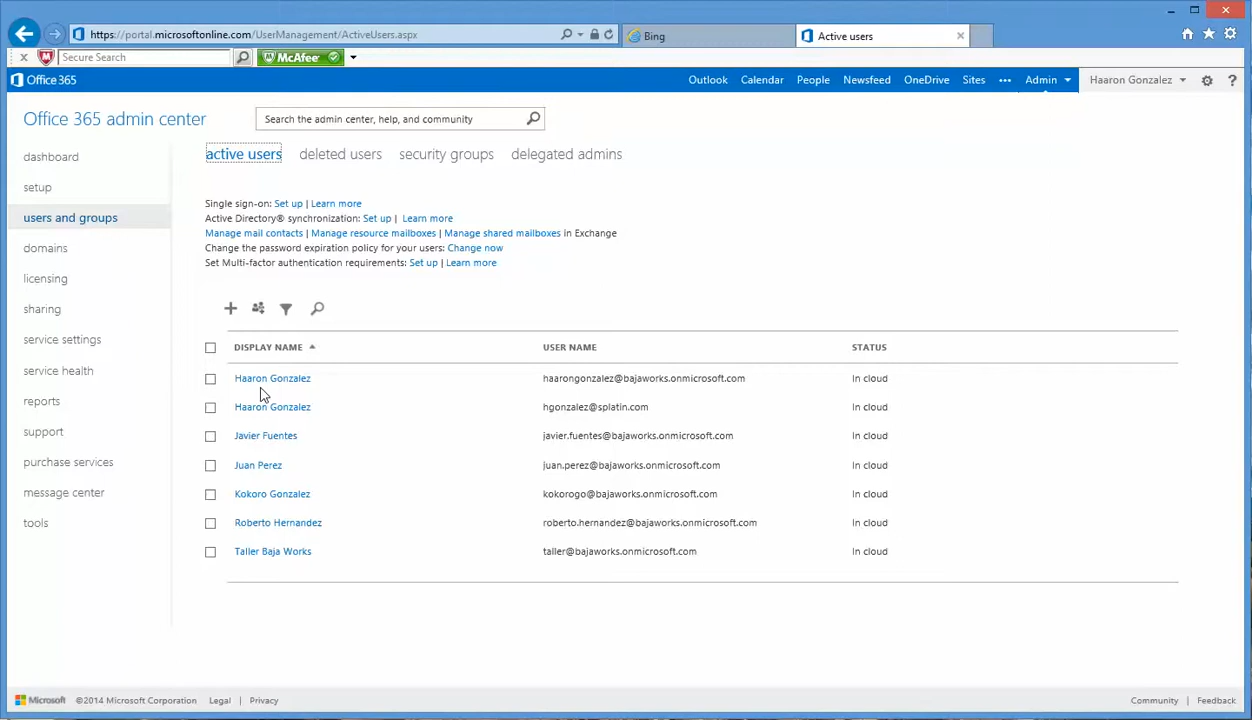 https://portal.microsoftonline.com/UserManagement/ActiveUsers.aspx
Bing
Active users
Secure Search
McAfee
Office 365
Outlook Calendar People Newsfeed OneDrive Sites ... Admin Haaron Gonzalez ?
Office 365 admin center
Search the admin center, help, and community
dashboard
setup
users and groups
domains
licensing
sharing
service settings
service health
reports
support
purchase services
message center
tools
active users deleted users security groups delegated admins
Single sign-on: Set up | Learn more
Active Directory® synchronization: Set up | Learn more
Manage mail contacts | Manage resource mailboxes | Manage shared mailboxes in Exchange
Change the password expiration policy for your users: Change now
Set Multi-factor authentication requirements: Set up | Learn more
DISPLAY NAME USER NAME STATUS
Haaron Gonzalez haarongonzalez@bajaworks.onmicrosoft.com In cloud
Haaron Gonzalez hgonzalez@splatin.com In cloud
Javier Fuentes javier.fuentes@bajaworks.onmicrosoft.com In cloud
Juan Perez juan.perez@bajaworks.onmicrosoft.com In cloud
Kokoro Gonzalez kokorogo@bajaworks.onmicrosoft.com In cloud
Roberto Hernandez roberto.hernandez@bajaworks.onmicrosoft.com In cloud
Taller Baja Works taller@bajaworks.onmicrosoft.com In cloud
Microsoft ©2014 Microsoft Corporation Legal | Privacy
Community | Feedback